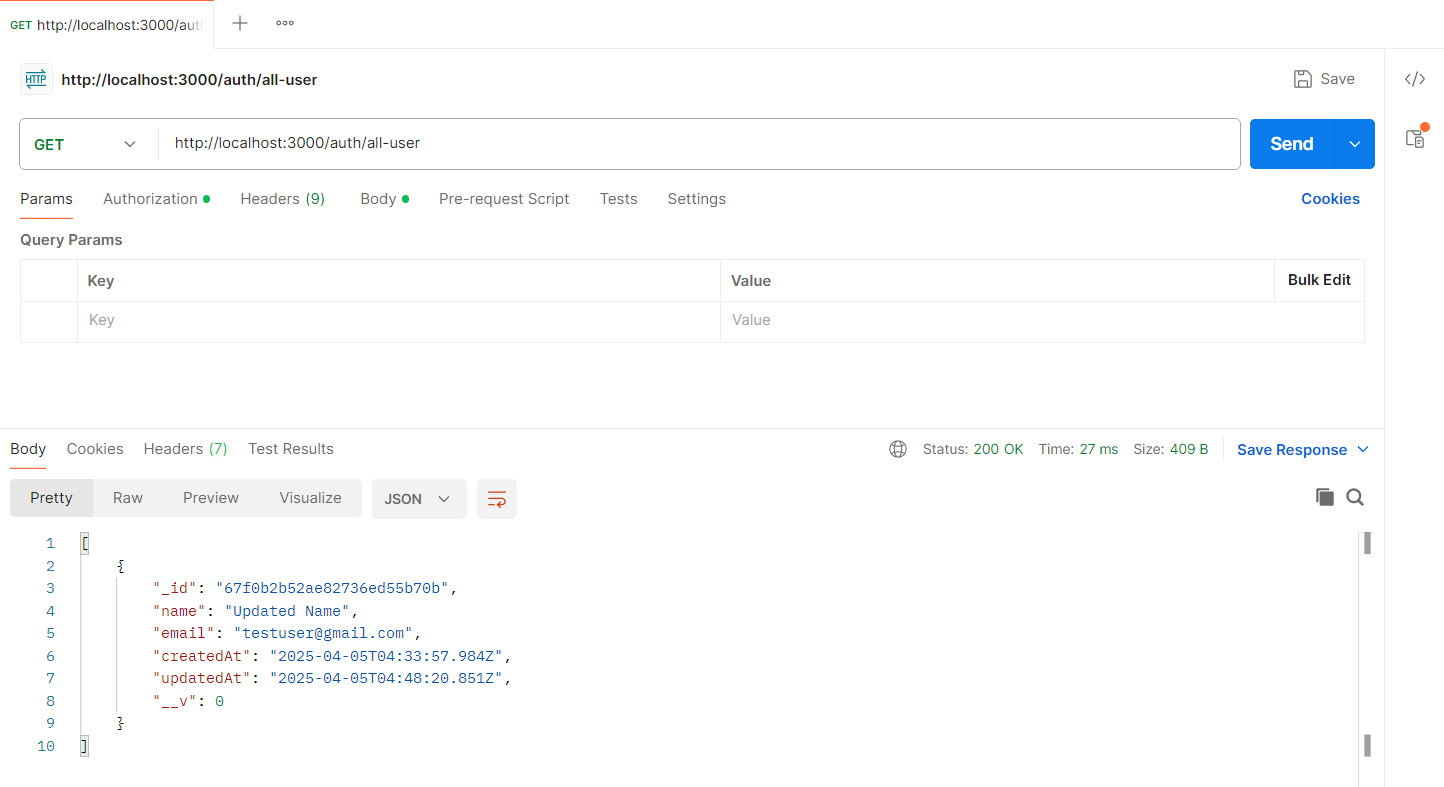 GET http://localhost:3000/aut
HTTP http://localhost:3000/auth/all-user
Save
GET http://localhost:3000/auth/all-user
Send
Params Authorization Headers (9) Body Pre-request Script Tests Settings Cookies
Query Params
Key Value Bulk Edit
Key Value
Body Cookies Headers (7) Test Results Status: 200 OK Time: 27 ms Size: 409 B Save Response
Pretty Raw Preview Visualize JSON
1 [
2 {
3 "_id": "67f0b2b52ae82736ed55b70b",
4 "name": "Updated Name",
5 "email": "testuser@gmail.com",
6 "createdAt": "2025-04-05T04:33:57.984Z",
7 "updatedAt": "2025-04-05T04:48:20.851Z",
8 "__v": 0
9 }
10 ]